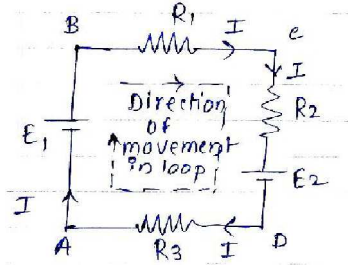 B R1 I C
I
Direction
of
movement
in loop
E1
R2
E2
I
A R3 I D